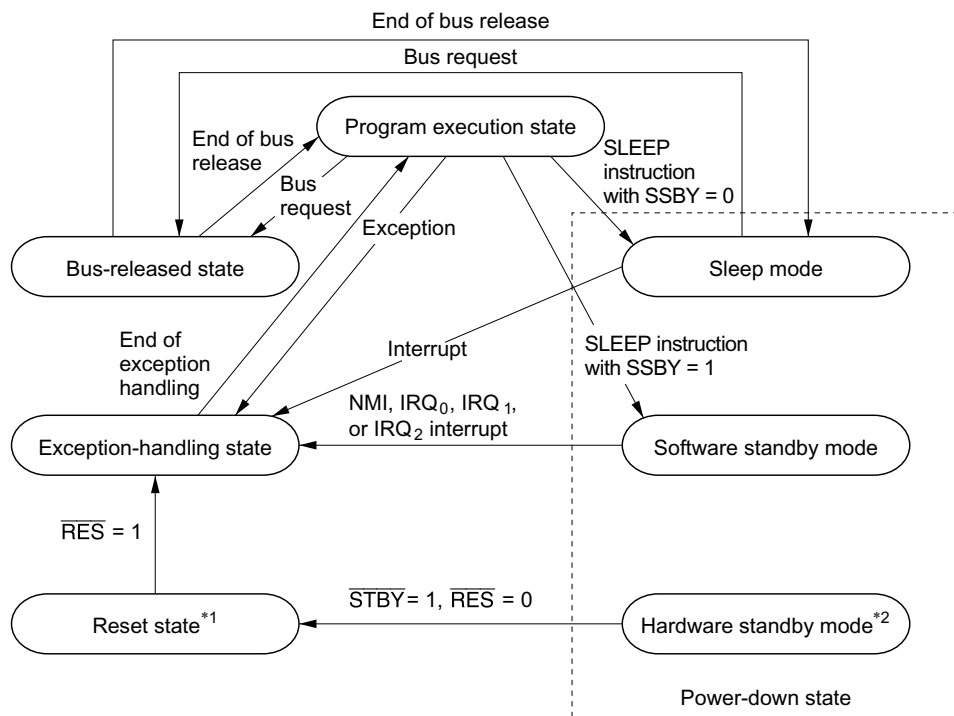 End of bus release
Bus request
Program execution state
End of bus
release
SLEEP
instruction
with SSBY = 0
Bus
request
Exception
Bus-released state
Sleep mode
End of
exception
handling
Interrupt
SLEEP instruction
with SSBY = 1
NMI, IRQ₀, IRQ₁,
or IRQ₂ interrupt
Exception-handling state
Software standby mode
R̅E̅S̅ = 1
S̅T̅B̅Y̅ = 1, R̅E̅S̅ = 0
Reset state*1
Hardware standby mode*2
Power-down state